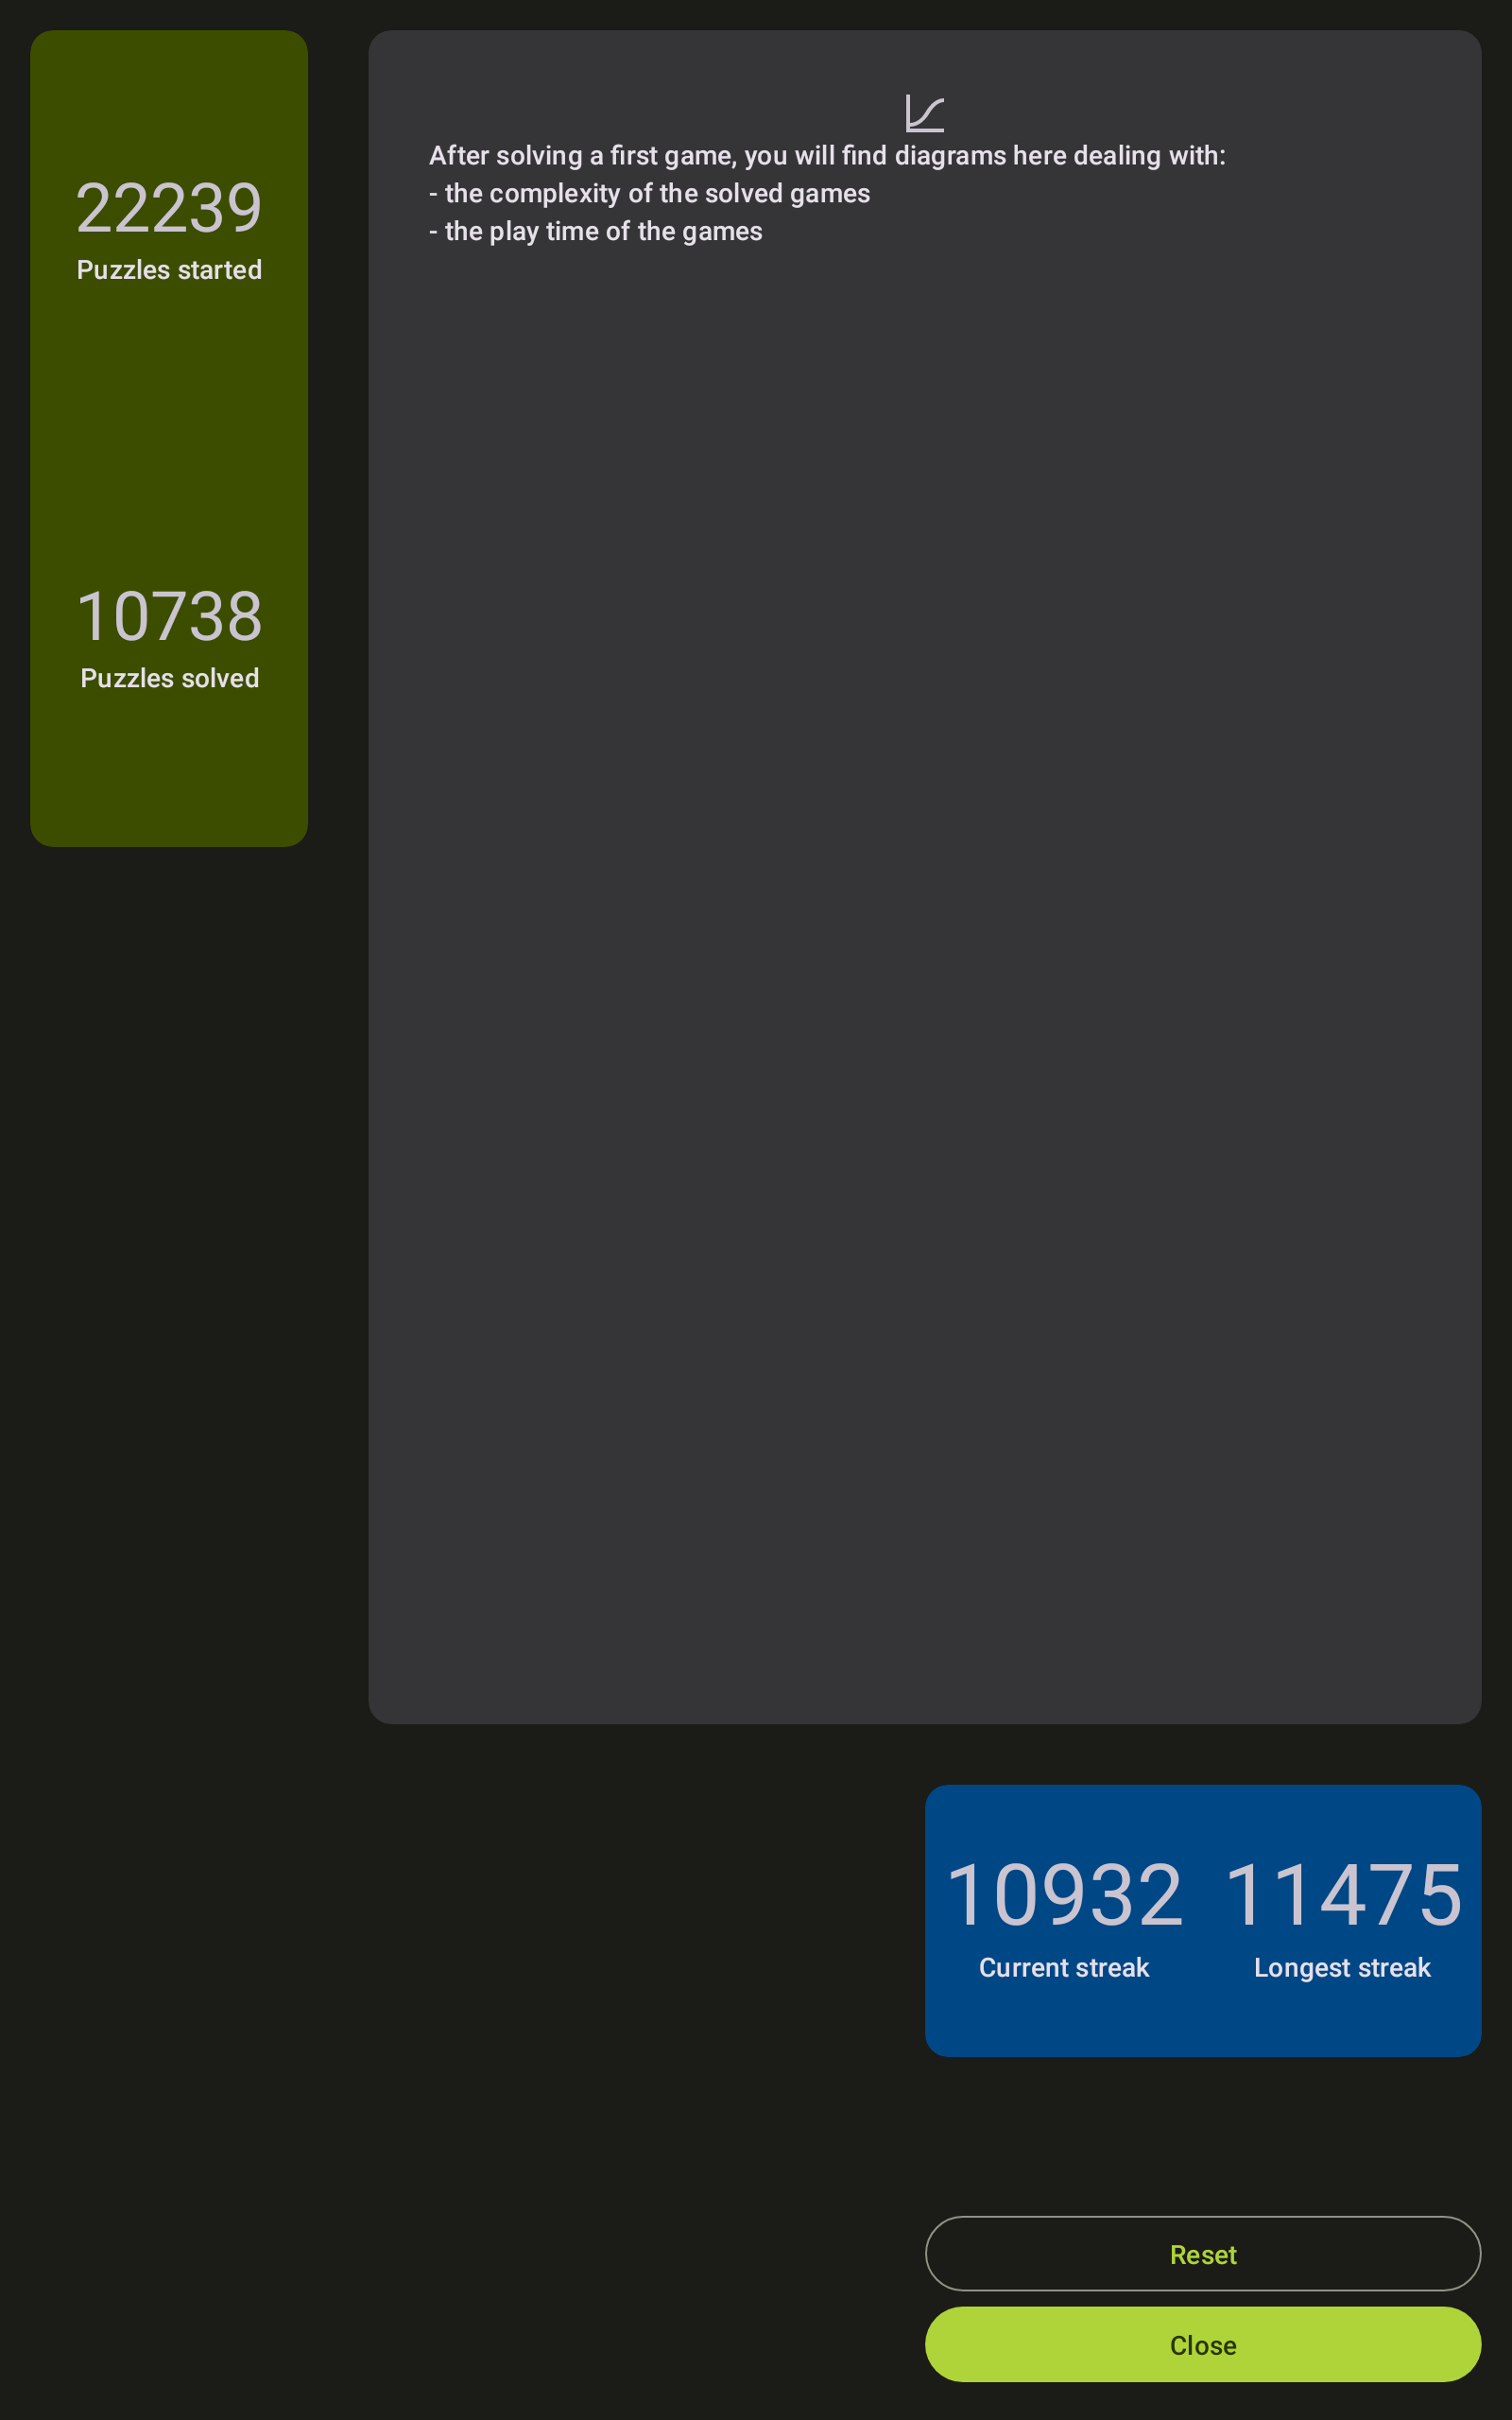 22239
Puzzles started
10738
Puzzles solved
After solving a first game, you will find diagrams here dealing with:
- the complexity of the solved games
- the play time of the games
10932
Current streak
11475
Longest streak
Reset
Close